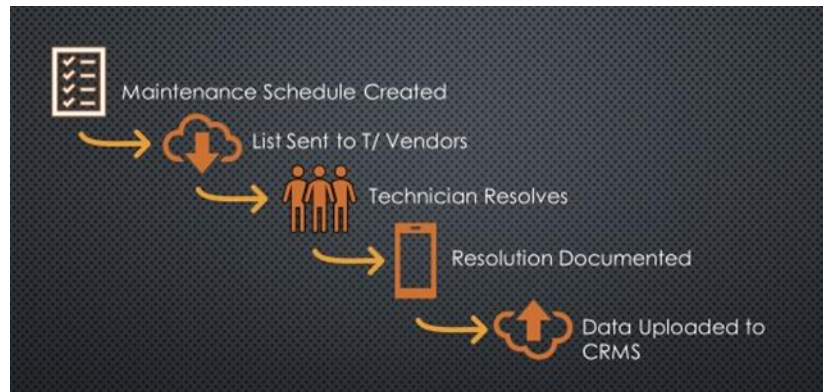 Maintenance Schedule Created
List Sent to T/ Vendors
Technician Resolves
Resolution Documented
Data Uploaded to
CRMS